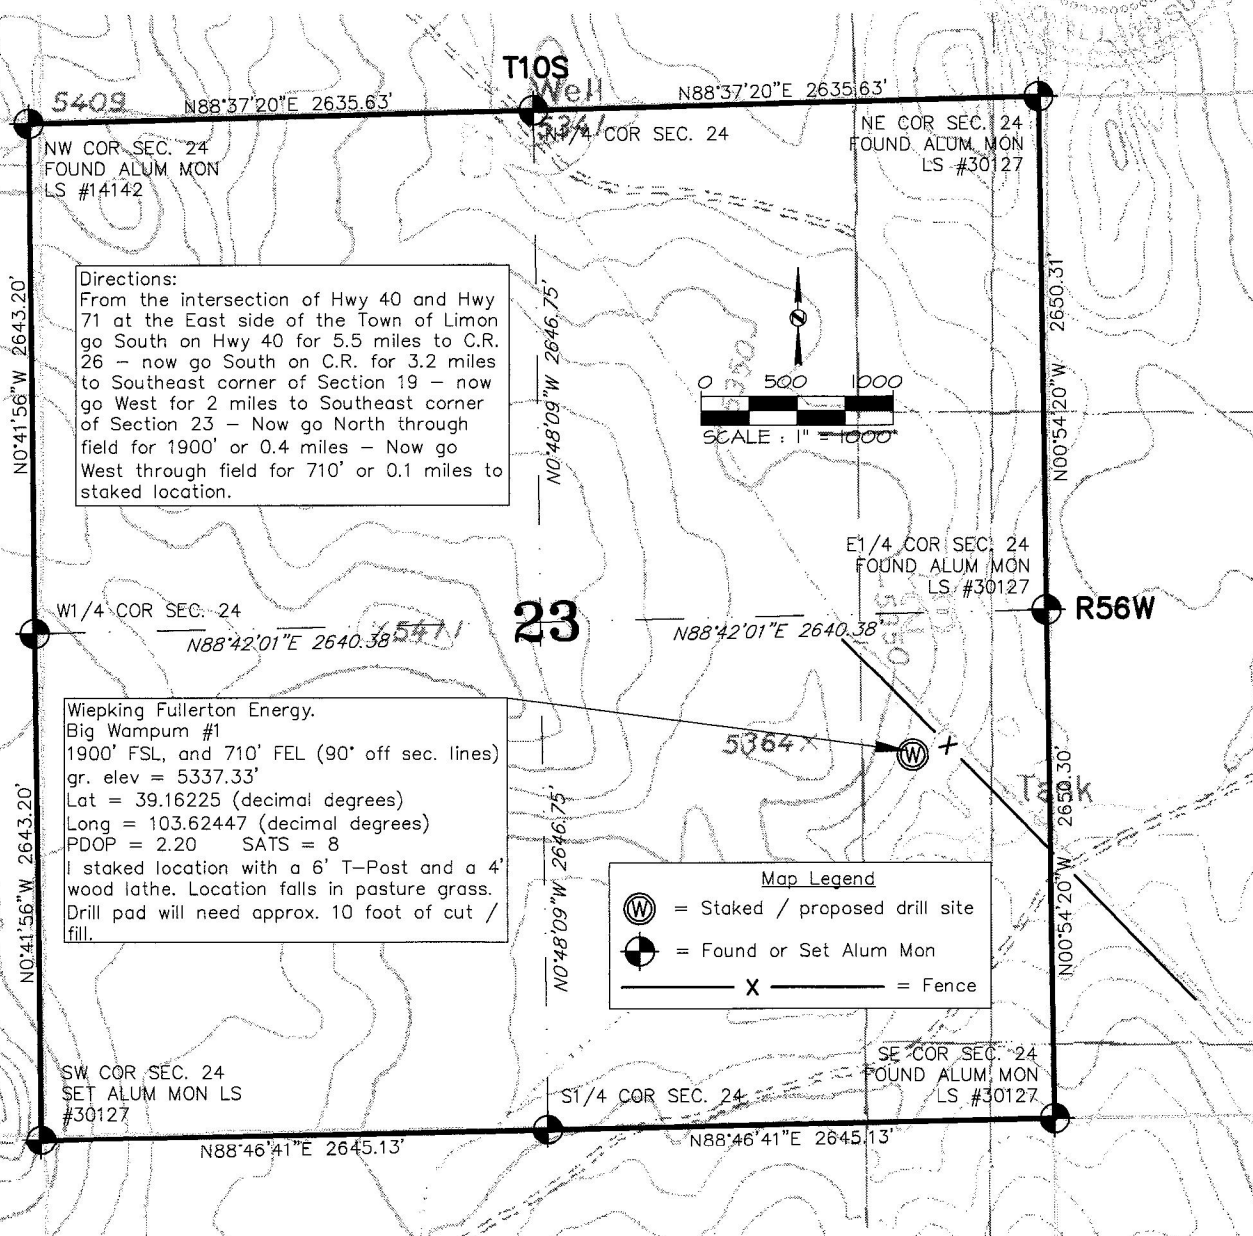 T10S
Well
5409
N88°37'20"E 2635.63'
N88°37'20"E 2635.63'
5341
N1/4 COR SEC. 24
NW COR SEC. 24
FOUND ALUM MON
LS #14142
NE COR SEC. 24
FOUND ALUM MON
LS #30127
N0°41'56"W 2643.20'
Directions:
From the intersection of Hwy 40 and Hwy
71 at the East side of the Town of Limon
go South on Hwy 40 for 5.5 miles to C.R.
26 – now go South on C.R. for 3.2 miles
to Southeast corner of Section 19 – now
go West for 2 miles to Southeast corner
of Section 23 – Now go North through
field for 1900' or 0.4 miles – Now go
West through field for 710' or 0.1 miles to
staked location.
N0°48'09"W 2646.75'
5350
N
0 500 1000
SCALE : 1" = 1000'
N00°54'20"W 2650.31'
E1/4 COR SEC. 24
FOUND ALUM MON
LS #30127
5350
R56W
W1/4 COR SEC. 24
N88°42'01"E 2640.38'
5471
23
N88°42'01"E 2640.38'
Wiepking Fullerton Energy.
Big Wampum #1
1900' FSL, and 710' FEL (90° off sec. lines)
gr. elev = 5337.33'
Lat = 39.16225 (decimal degrees)
Long = 103.62447 (decimal degrees)
PDOP = 2.20 SATS = 8
I staked location with a 6' T–Post and a 4'
wood lathe. Location falls in pasture grass.
Drill pad will need approx. 10 foot of cut /
fill.
5364 X
W
X
Tank
N0°41'56"W 2643.20'
N0°48'09"W 2646.75'
N00°54'20"W 2650.30'
Map Legend
W = Staked / proposed drill site
= Found or Set Alum Mon
X = Fence
SW COR SEC. 24
SET ALUM MON LS
#30127
S1/4 COR SEC. 24
SE COR SEC. 24
FOUND ALUM MON
LS #30127
N88°46'41"E 2645.13'
N88°46'41"E 2645.13'